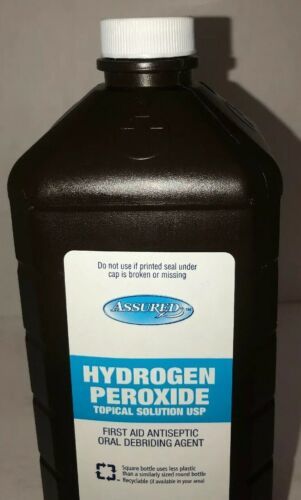 Do not use if printed seal under
cap is broken or missing
ASSURED™
HYDROGEN
PEROXIDE
TOPICAL SOLUTION USP
FIRST AID ANTISEPTIC
ORAL DEBRIDING AGENT
Square bottle uses less plastic
than a similarly sized round bottle
Recyclable (if available in your area)